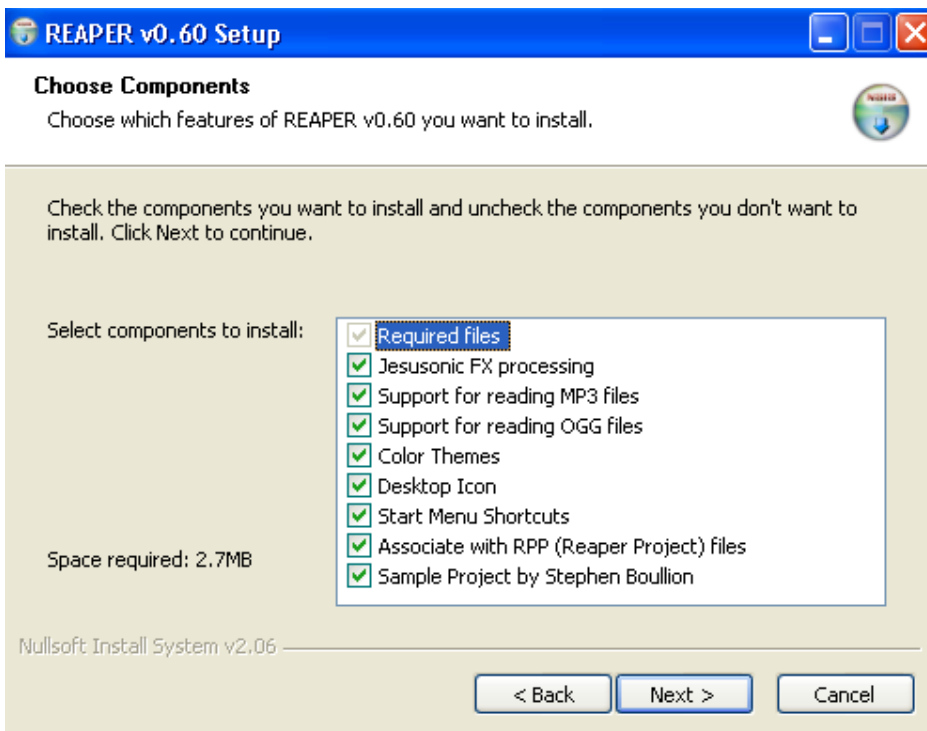 REAPER v0.60 Setup
Choose Components
Choose which features of REAPER v0.60 you want to install.
Check the components you want to install and uncheck the components you don't want to
install. Click Next to continue.
Select components to install:
Required files
Jesusonic FX processing
Support for reading MP3 files
Support for reading OGG files
Color Themes
Desktop Icon
Start Menu Shortcuts
Associate with RPP (Reaper Project) files
Sample Project by Stephen Boullion
Space required: 2.7MB
Nullsoft Install System v2.06
< Back
Next >
Cancel